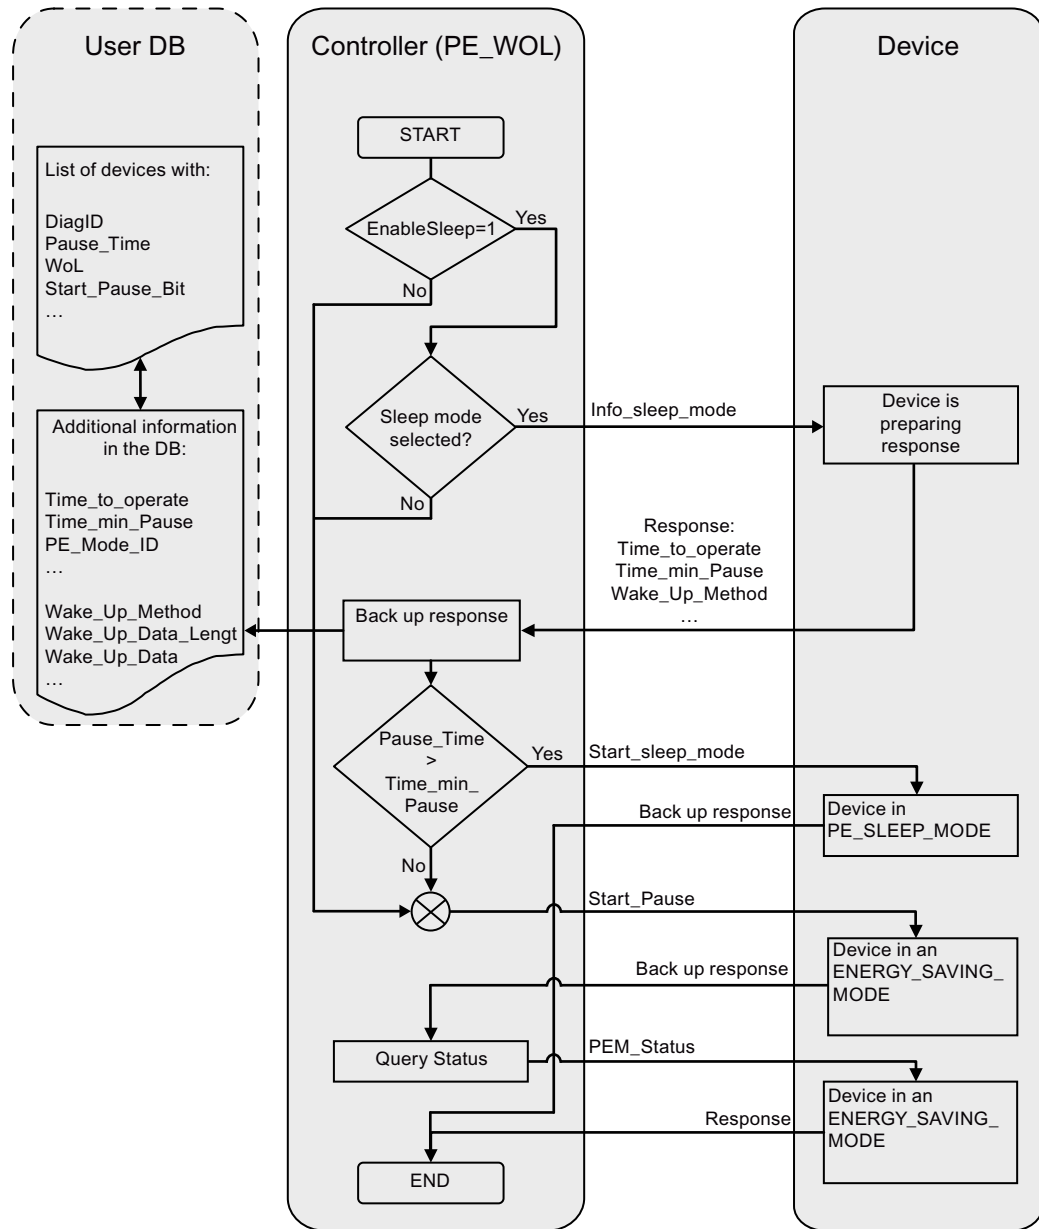 User DB
Controller (PE_WOL)
Device
START
List of devices with:
DiagID
Pause_Time
WoL
Start_Pause_Bit
…
EnableSleep=1
Yes
No
Additional information
in the DB:
Time_to_operate
Time_min_Pause
PE_Mode_ID
…
Wake_Up_Method
Wake_Up_Data_Lengt
Wake_Up_Data
…
Sleep mode
selected?
Yes
No
Info_sleep_mode
Device is
preparing
response
Response:
Time_to_operate
Time_min_Pause
Wake_Up_Method
…
Back up response
Pause_Time
>
Time_min_
Pause
Yes
No
Start_sleep_mode
Device in
PE_SLEEP_MODE
Back up response
Start_Pause
Device in an
ENERGY_SAVING_
MODE
Back up response
Query Status
PEM_Status
Device in an
ENERGY_SAVING_
MODE
Response
END